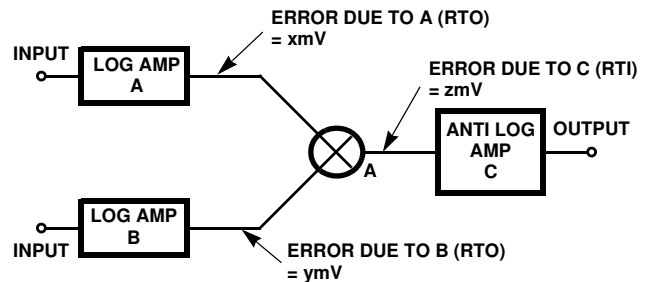 ERROR DUE TO A (RTO)
= xmV
INPUT
LOG AMP
A
ERROR DUE TO C (RTI)
= zmV
ANTI LOG
AMP
C
OUTPUT
A
LOG AMP
B
INPUT
ERROR DUE TO B (RTO)
= ymV